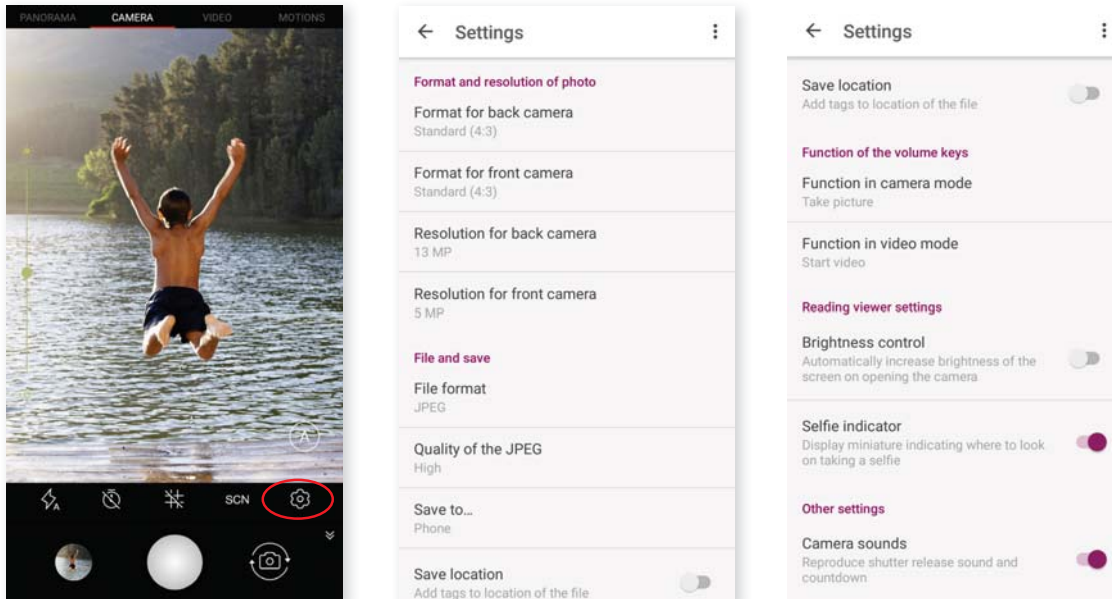 PANORAMA CAMERA VIDEO MOTIONS
A
A
SCN
Settings
Format and resolution of photo
Format for back camera
Standard (4:3)
Format for front camera
Standard (4:3)
Resolution for back camera
13 MP
Resolution for front camera
5 MP
File and save
File format
JPEG
Quality of the JPEG
High
Save to...
Phone
Save location
Add tags to location of the file
Settings
Save location
Add tags to location of the file
Function of the volume keys
Function in camera mode
Take picture
Function in video mode
Start video
Reading viewer settings
Brightness control
Automatically increase brightness of the
screen on opening the camera
Selfie indicator
Display miniature indicating where to look
on taking a selfie
Other settings
Camera sounds
Reproduce shutter release sound and
countdown